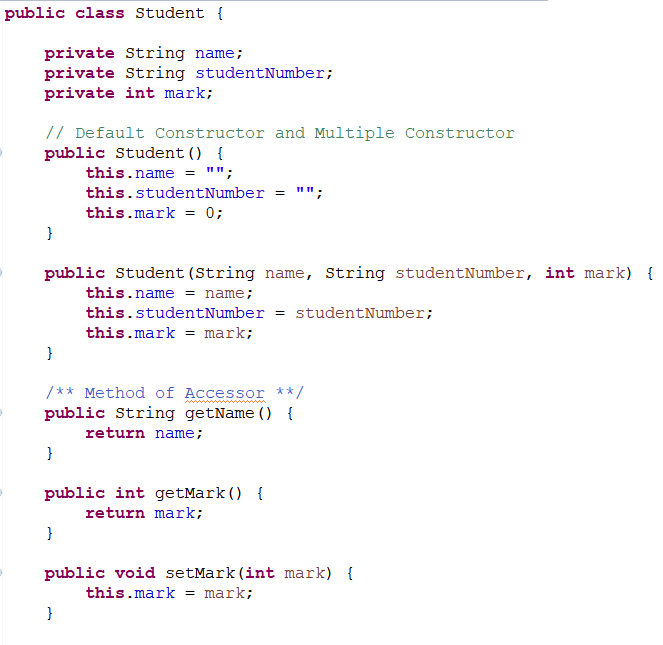 public class Student {
private String name;
private String studentNumber;
private int mark;
// Default Constructor and Multiple Constructor
public Student() {
this.name = "";
this.studentNumber = "";
this.mark = 0;
}
public Student(String name, String studentNumber, int mark) {
this.name = name;
this.studentNumber = studentNumber;
this.mark = mark;
}
/** Method of Accessor **/
public String getName() {
return name;
}
public int getMark() {
return mark;
}
public void setMark(int mark) {
this.mark = mark;
}